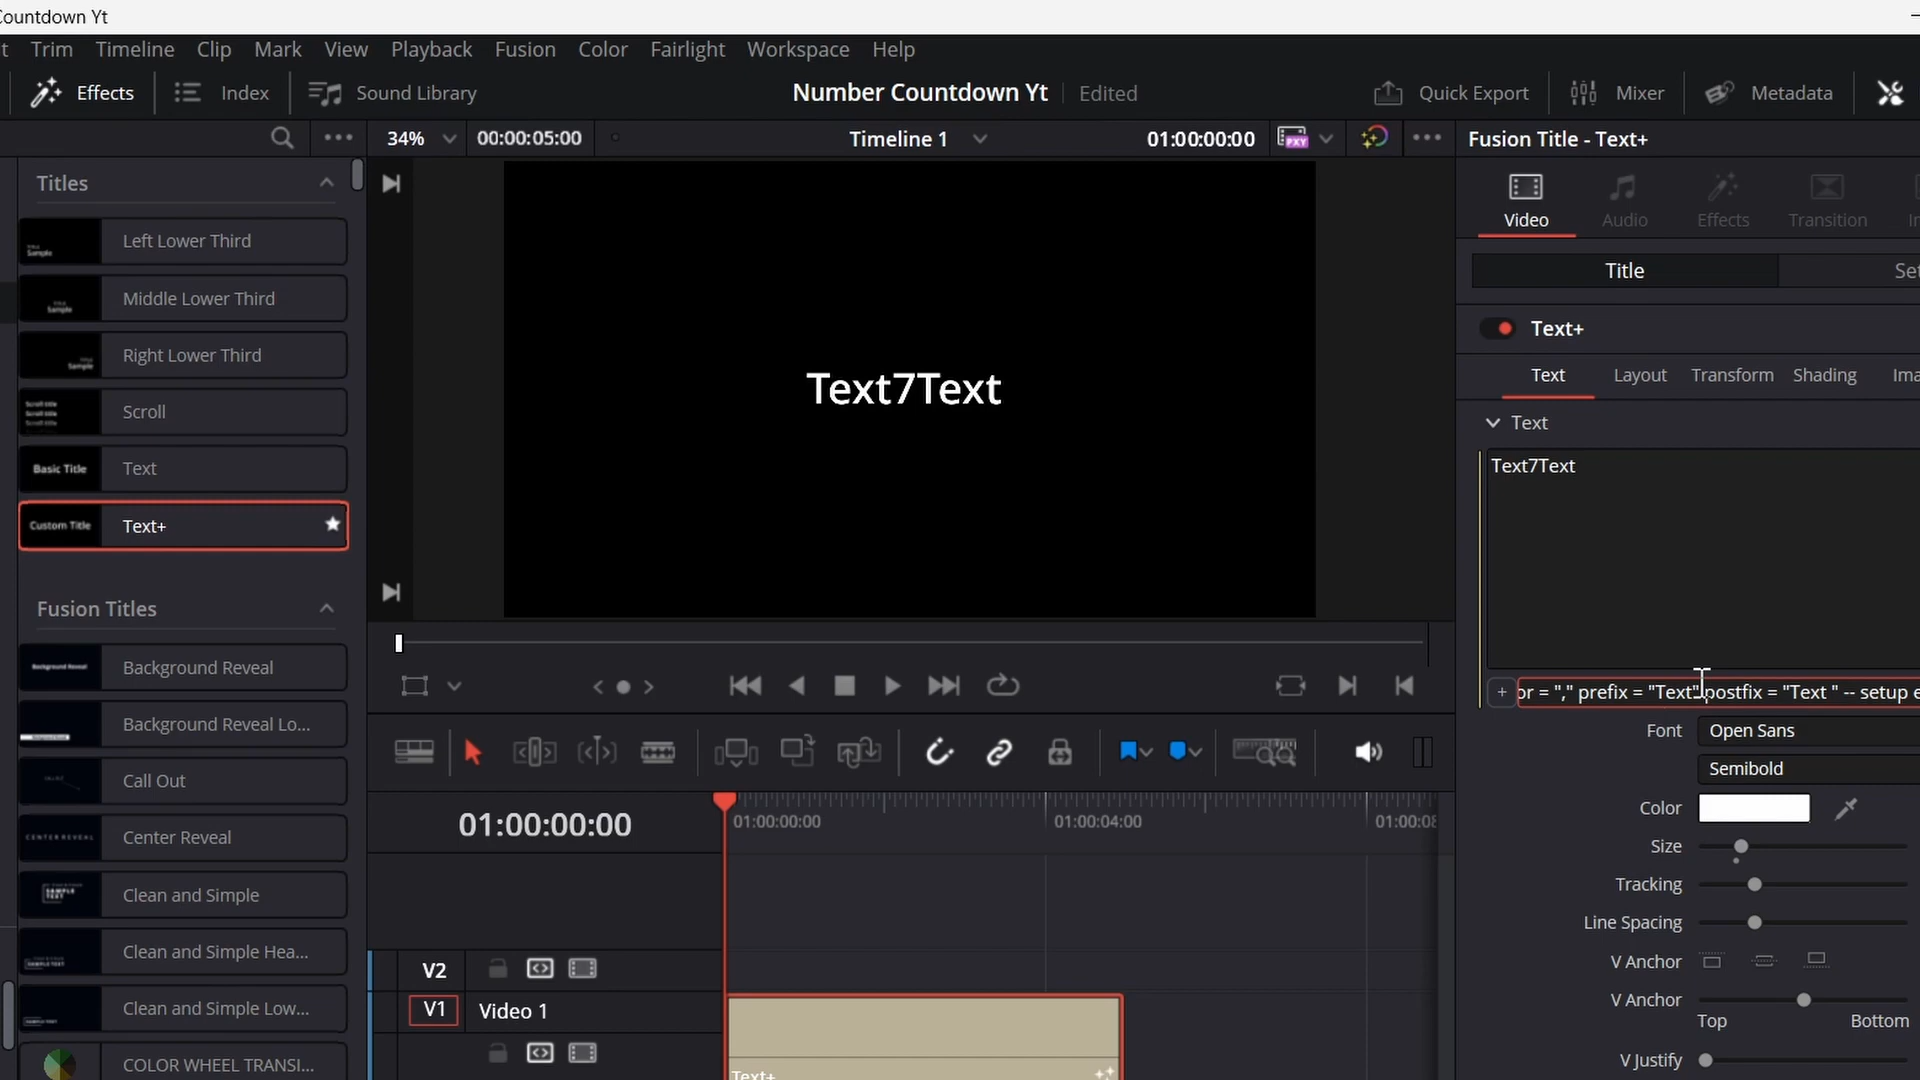 Countdown Yt
t Trim Timeline Clip Mark View Playback Fusion Color Fairlight Workspace Help
Effects Index Sound Library Number Countdown Yt Edited Quick Export Mixer Metadata
34% 00:00:05:00 Timeline 1 01:00:00:00 PXY Fusion Title - Text+
Titles
Left Lower Third
Middle Lower Third
Right Lower Third
Scroll
Basic Title Text
Custom Title Text+
Fusion Titles
Background Reveal
Background Reveal Lo...
Call Out
CENTER REVEAL Center Reveal
Clean and Simple
Clean and Simple Hea...
Clean and Simple Low...
COLOR WHEEL TRANSI...
Text7Text
Video Audio Effects Transition
Title Set
Text+
Text Layout Transform Shading Ima
Text
Text7Text
or = "," prefix = "Text" postfix = "Text " -- setup e
Font Open Sans
Semibold
Color
Size
Tracking
Line Spacing
V Anchor
V Anchor
Top Bottom
V Justify
01:00:00:00 01:00:00:00 01:00:04:00 01:00:08
V2
V1 Video 1
Text+